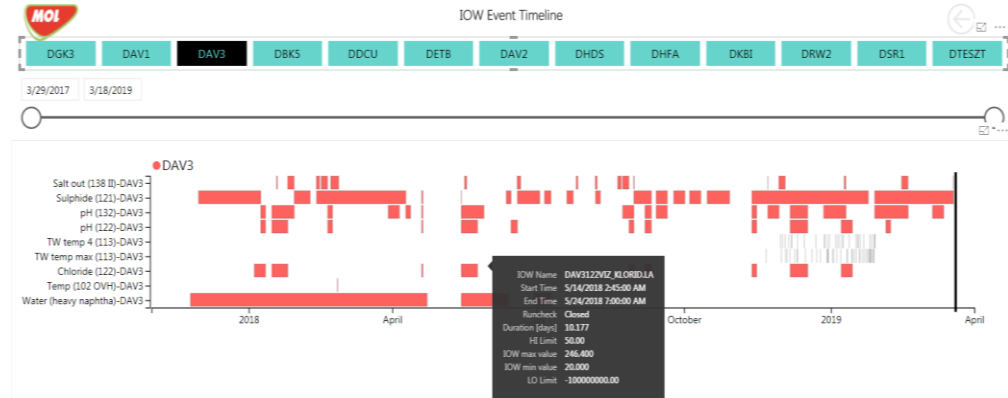 MOL
IOW Event Timeline
DGK3 DAV1 DAV3 DBK5 DDCU DETB DAV2 DHDS DHFA DKBI DRW2 DSR1 DTESZT
3/29/2017 3/18/2019
DAV3
Salt out (138 II)-DAV3
Sulphide (121)-DAV3
pH (132)-DAV3
pH (122)-DAV3
TW temp 4 (113)-DAV3
TW temp max (113)-DAV3
Chloride (122)-DAV3
Temp (102 OVH)-DAV3
Water (heavy naphtha)-DAV3
2018 April October 2019 April
IOW Name DAV3122VIZ_KLORID.LA
Start Time 5/14/2018 2:45:00 AM
End Time 5/24/2018 7:00:00 AM
Runcheck Closed
Duration [days] 10.177
HI Limit 50.00
IOW max value 246.400
IOW min value 20.000
LO Limit -100000000.00